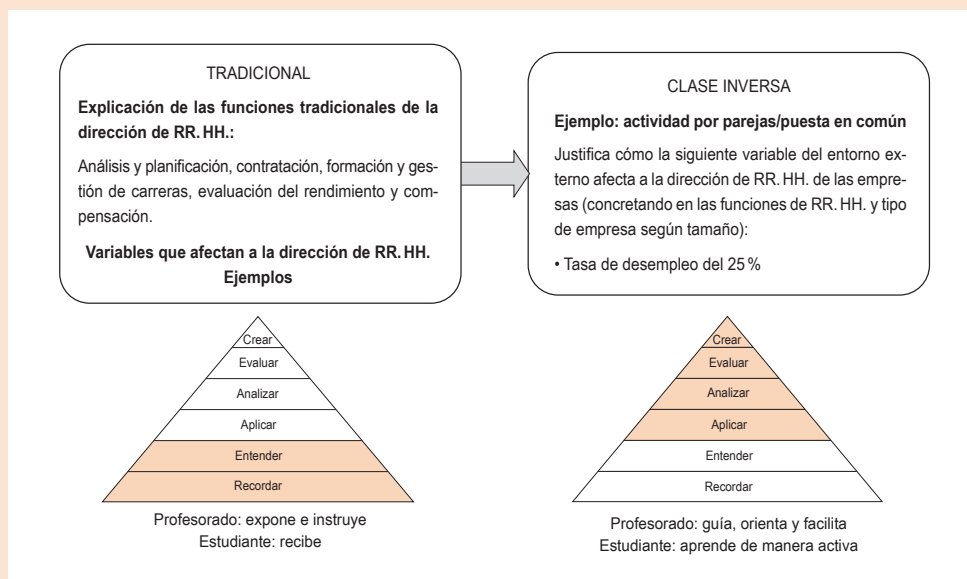 TRADICIONAL
Explicación de las funciones tradicionales de la
dirección de RR. HH.:
Análisis y planificación, contratación, formación y ges-
tión de carreras, evaluación del rendimiento y com-
pensación.
Variables que afectan a la dirección de RR. HH.
Ejemplos
CLASE INVERSA
Ejemplo: actividad por parejas/puesta en común
Justifica cómo la siguiente variable del entorno ex-
terno afecta a la dirección de RR. HH. de las empre-
sas (concretando en las funciones de RR. HH. y tipo
de empresa según tamaño):
• Tasa de desempleo del 25 %
Crear
Evaluar
Analizar
Aplicar
Entender
Recordar
Profesorado: expone e instruye
Estudiante: recibe
Crear
Evaluar
Analizar
Aplicar
Entender
Recordar
Profesorado: guía, orienta y facilita
Estudiante: aprende de manera activa